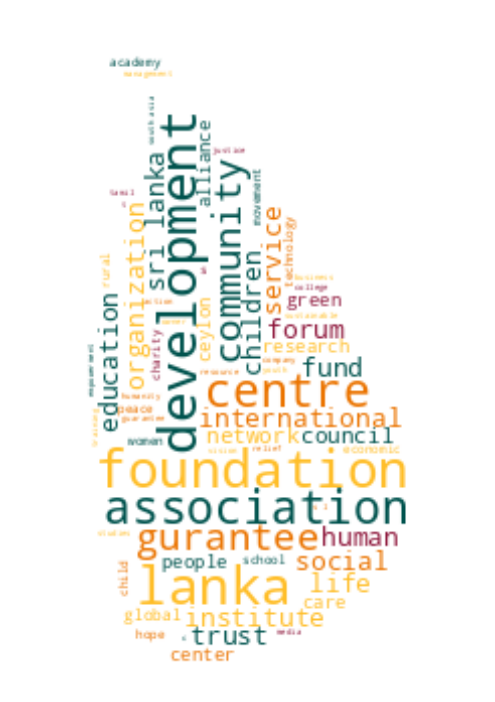 academy
management
south asia
development
alliance
justice
sri lanka
community
movement
tamil
organization
children
service
technology
rural
education
ceylon
charity
business
college
green
sustainable
forum
research
empowerment
resource
company
youth
fund
centre
humanity
peace
guarantee
international
training
women
network
council
vision
relief
economic
foundation
association
studies
gurantee
human
people
school
social
child
lanka
life
care
global
institute
hope
trust
media
center